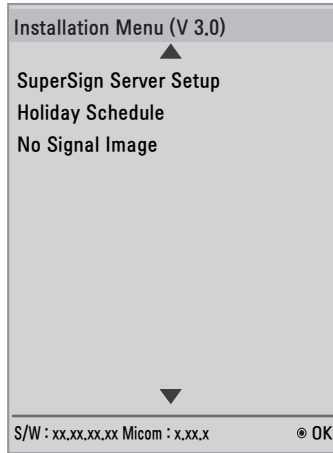 Installation Menu (V 3.0)
SuperSign Server Setup
Holiday Schedule
No Signal Image
S/W : xx.xx.xx.xx Micom : x.xx.x ◉ OK